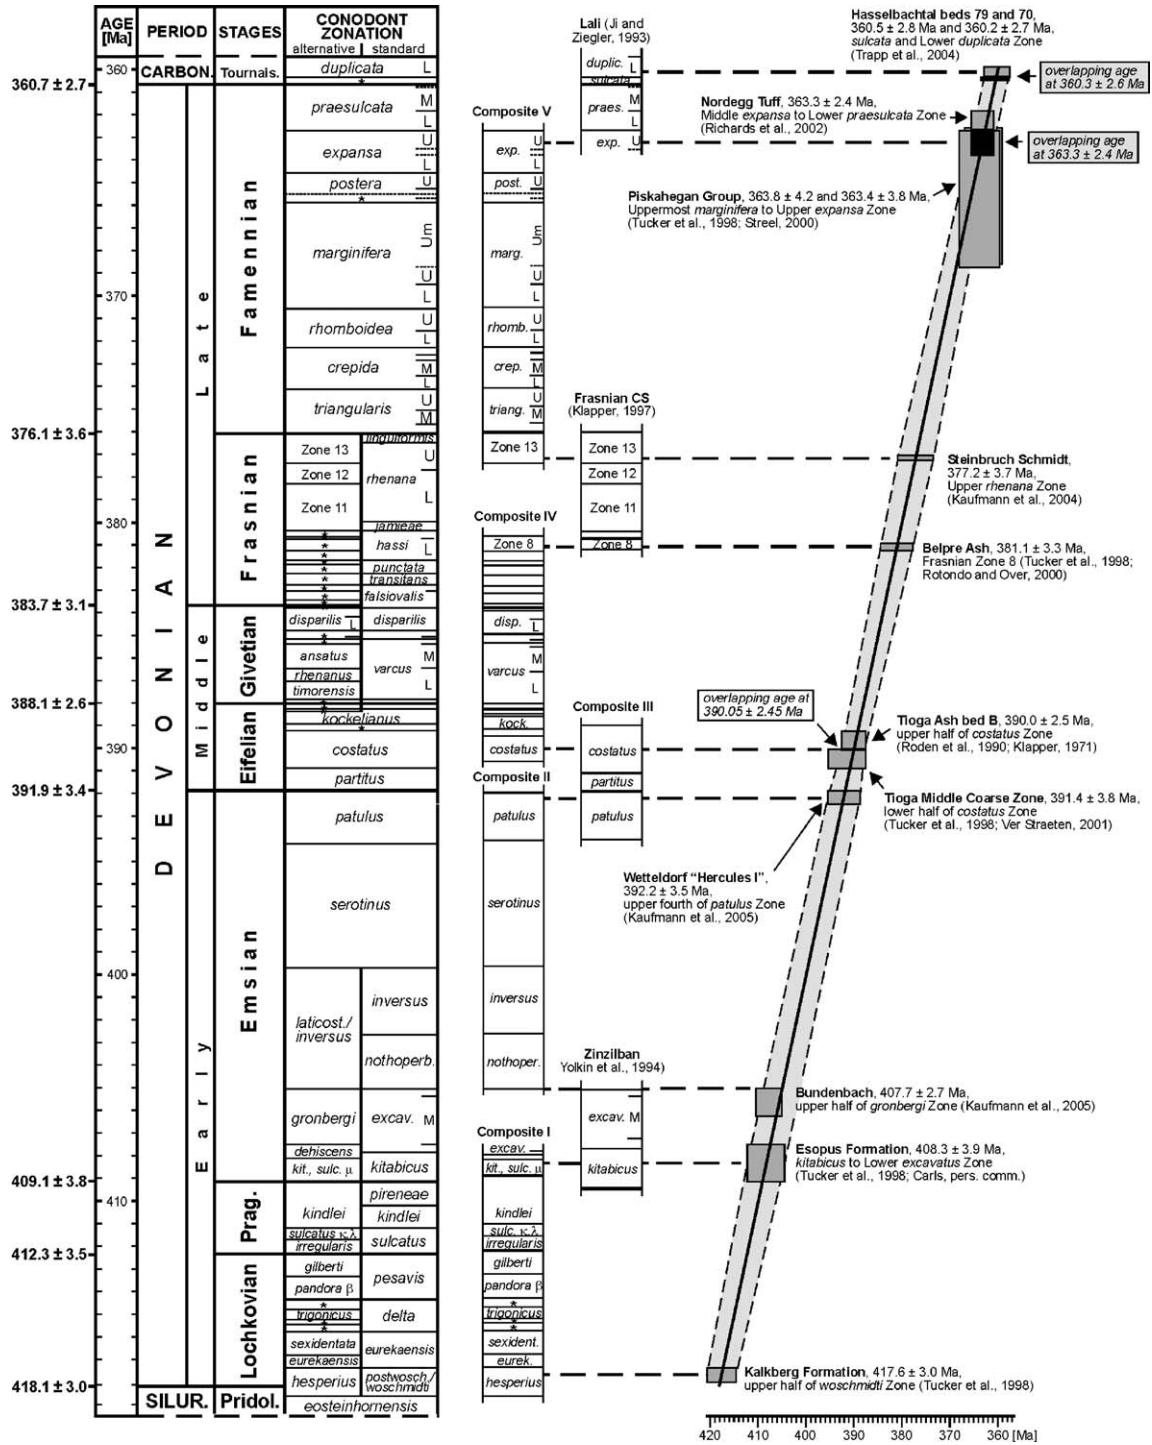 AGE
[Ma]
PERIOD
STAGES
CONODONT
ZONATION
alternative
standard
360
370
380
390
400
410
360.7 ± 2.7
376.1 ± 3.6
383.7 ± 3.1
388.1 ± 2.6
391.9 ± 3.4
409.1 ± 3.8
412.3 ± 3.5
418.1 ± 3.0
CARBON.
DEVONIAN
SILUR.
Late
Middle
Early
Tournais.
Famennian
Frasnian
Givetian
Eifelian
Emsian
Prag.
Lochkovian
Pridol.
duplicata L
*
praesulcata M
L
expansa U
L
postera U
*
marginifera Um
U
U
L
rhomboidea U
L
crepida M
L
triangularis U
M
linguiformis
Zone 13 U
Zone 12 rhenana
Zone 11 L
jamieae
* hassi L
* punctata
* transitans
* falsiovalis
disparilis L disparilis
*
ansatus M
rhenanus varcus
timorensis L
*
kockelianus
*
costatus
partitus
patulus
serotinus
laticost./
inversus
inversus
nothoperb.
gronbergi excav. M
dehiscens
kit., sulc. μ kitabicus
pireneae
kindlei kindlei
sulcatus κ,λ sulcatus
irregularis
gilberti pesavis
pandora β
*
trigonicus delta
*
*
sexidentata eurekaensis
eurekaensis
hesperius postwosch./
woschmidti
eosteinhornensis
Composite V
exp. U
L
post. U
marg. Um
U
U
L
rhomb. U
L
crep. M
L
triang. U
M
Zone 13
Composite IV
Zone 8
disp. L
varcus M
L
kock.
costatus
Composite II
patulus
serotinus
inversus
nothoper.
Composite I
excav.
kit., sulc. μ
kindlei
sulc. κ,λ
irregularis
gilberti
pandora β
*
trigonicus
*
*
sexident.
eurek.
hesperius
Lali (Ji and
Ziegler, 1993)
duplic. L
sulcata
praes. M
L
exp. U
Frasnian CS
(Klapper, 1997)
Zone 13
Zone 12
Zone 11
Zone 8
Composite III
costatus
partitus
patulus
Zinzilban
Yolkin et al., 1994)
excav. M
kitabicus
Hasselbachtal beds 79 and 70,
360.5 ± 2.8 Ma and 360.2 ± 2.7 Ma,
sulcata and Lower duplicata Zone
(Trapp et al., 2004)
overlapping age
at 360.3 ± 2.6 Ma
Nordegg Tuff, 363.3 ± 2.4 Ma,
Middle expansa to Lower praesulcata Zone
(Richards et al., 2002)
overlapping age
at 363.3 ± 2.4 Ma
Piskahegan Group, 363.8 ± 4.2 and 363.4 ± 3.8 Ma,
Uppermost marginifera to Upper expansa Zone
(Tucker et al., 1998; Streel, 2000)
Steinbruch Schmidt,
377.2 ± 3.7 Ma,
Upper rhenana Zone
(Kaufmann et al., 2004)
Belpre Ash, 381.1 ± 3.3 Ma,
Frasnian Zone 8 (Tucker et al., 1998;
Rotondo and Over, 2000)
overlapping age at
390.05 ± 2.45 Ma
Tioga Ash bed B, 390.0 ± 2.5 Ma,
upper half of costatus Zone
(Roden et al., 1990; Klapper, 1971)
Tioga Middle Coarse Zone, 391.4 ± 3.8 Ma,
lower half of costatus Zone
(Tucker et al., 1998; Ver Straeten, 2001)
Wetteldorf “Hercules I”,
392.2 ± 3.5 Ma,
upper fourth of patulus Zone
(Kaufmann et al., 2005)
Bundenbach, 407.7 ± 2.7 Ma,
upper half of gronbergi Zone (Kaufmann et al., 2005)
Esopus Formation, 408.3 ± 3.9 Ma,
kitabicus to Lower excavatus Zone
(Tucker et al., 1998; Carls, pers. comm.)
Kalkberg Formation, 417.6 ± 3.0 Ma,
upper half of woschmidti Zone (Tucker et al., 1998)
420 410 400 390 380 370 360 [Ma]